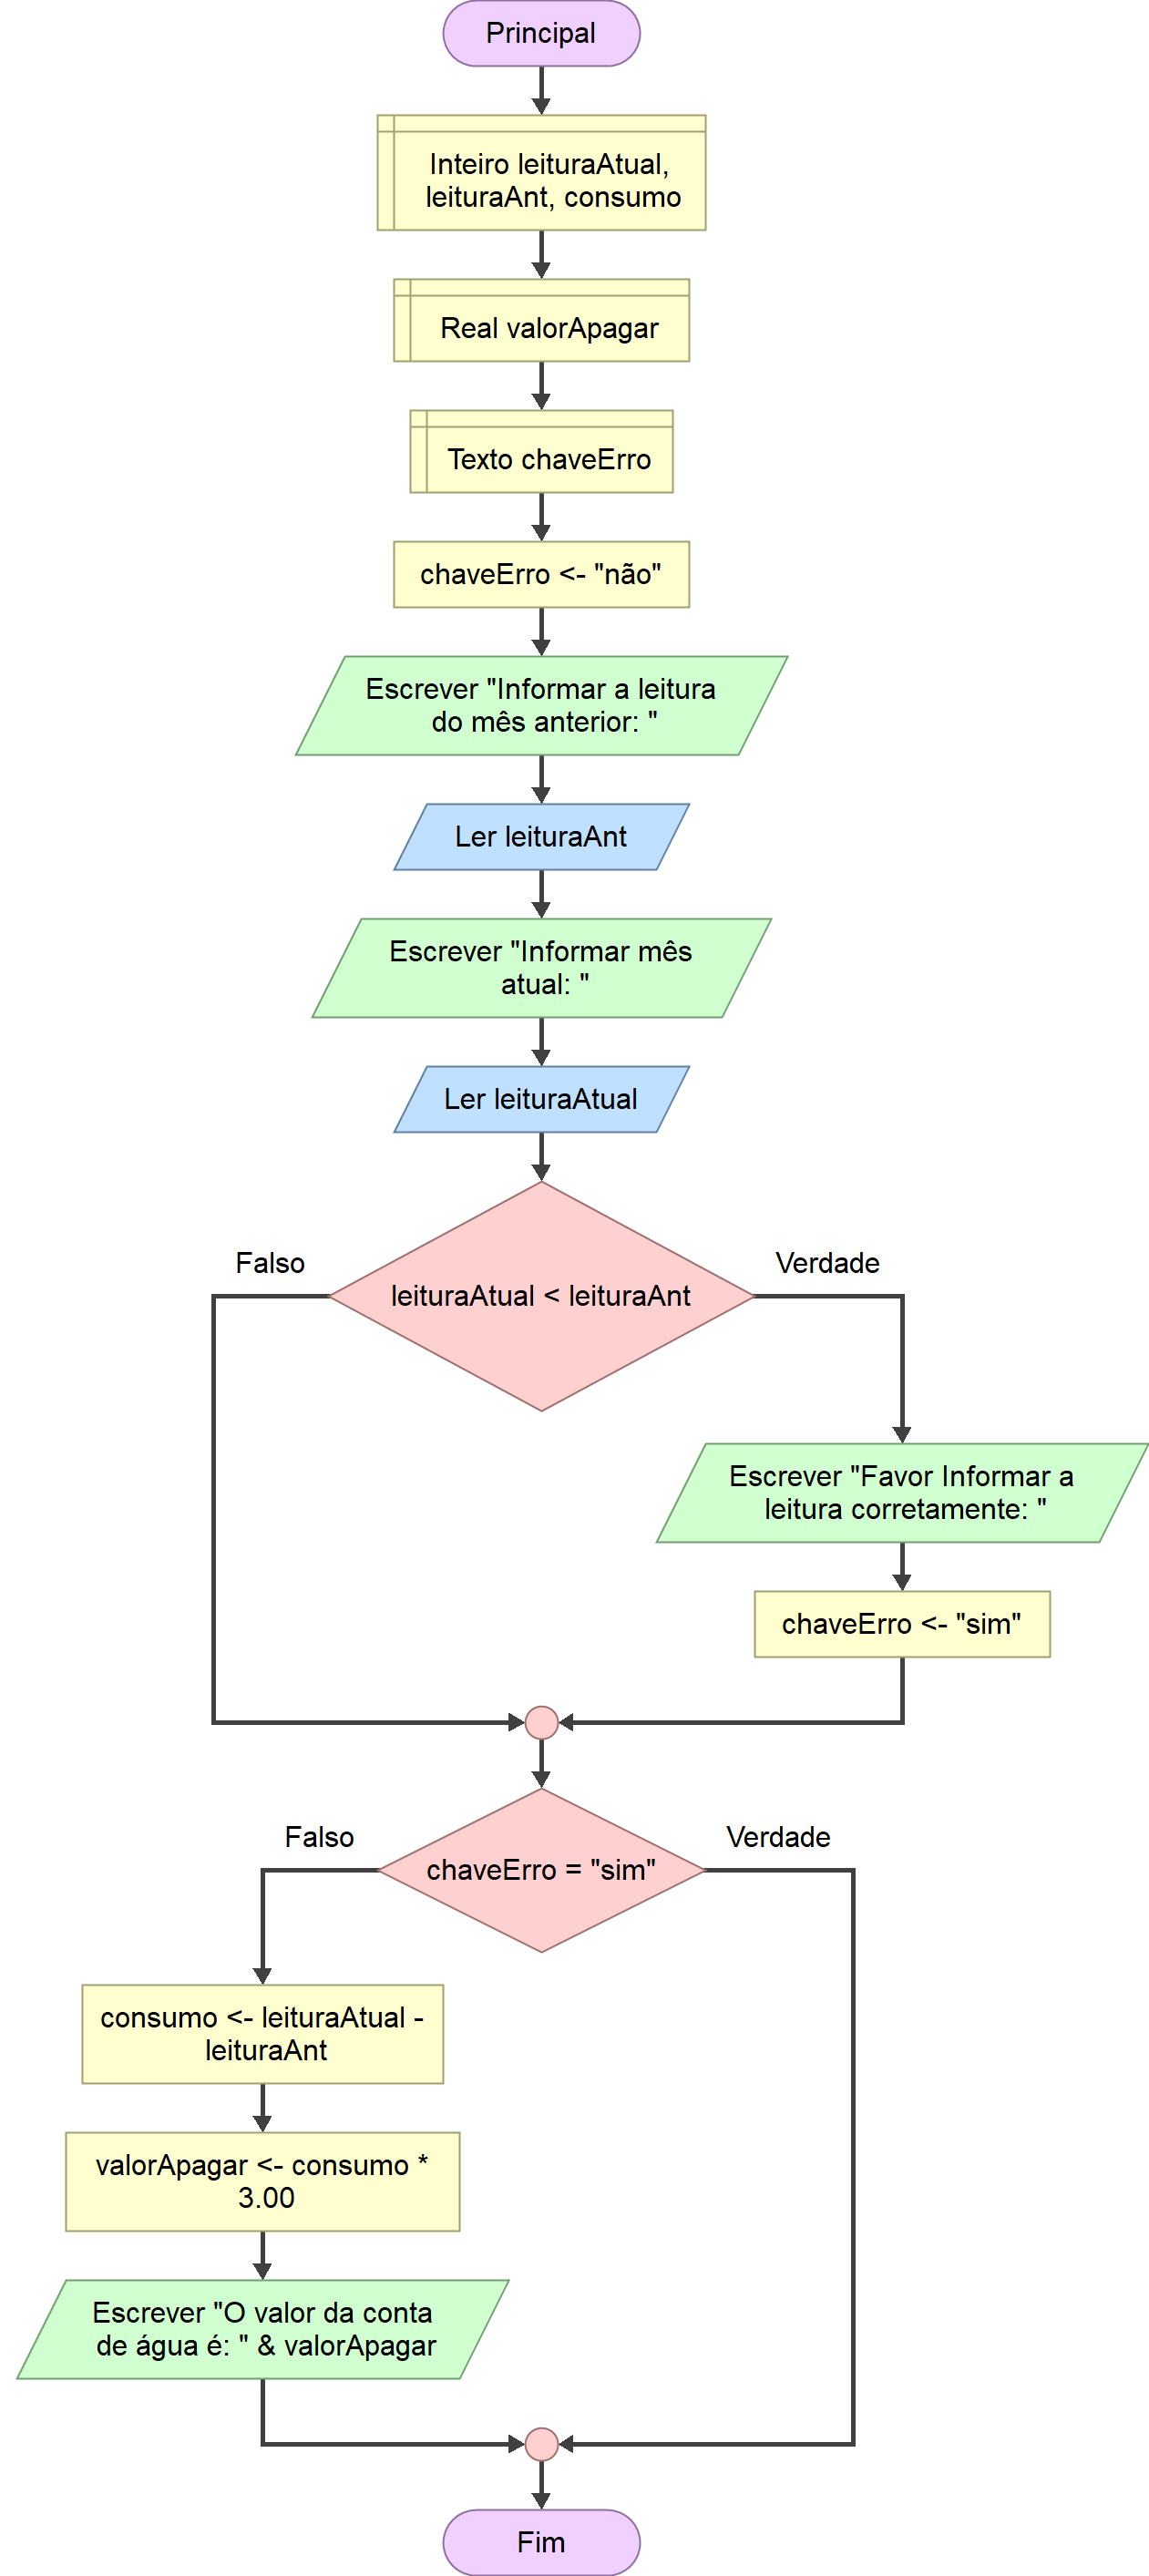 Principal
Inteiro leituraAtual,
leituraAnt, consumo
Real valorApagar
Texto chaveErro
chaveErro <- "não"
Escrever "Informar a leitura
do mês anterior: "
Ler leituraAnt
Escrever "Informar mês
atual: "
Ler leituraAtual
Falso
Verdade
leituraAtual < leituraAnt
Escrever "Favor Informar a
leitura corretamente: "
chaveErro <- "sim"
Falso
Verdade
chaveErro = "sim"
consumo <- leituraAtual -
leituraAnt
valorApagar <- consumo *
3.00
Escrever "O valor da conta
de água é: " & valorApagar
Fim